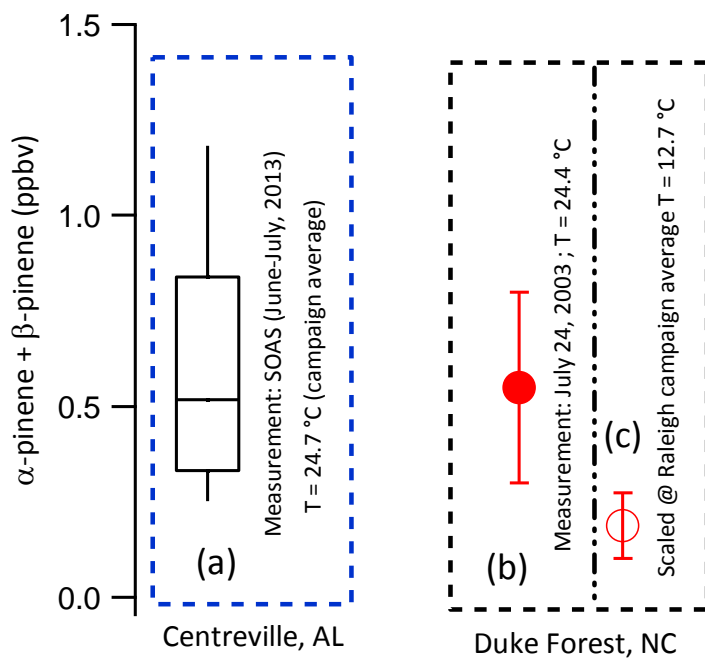 1.5
1.0
0.5
0.0
α-pinene + β-pinene (ppbv)
Measurement: SOAS (June-July, 2013)
T = 24.7 °C (campaign average)
(a)
Measurement: July 24, 2003 ; T = 24.4 °C
(b)
(c)
Scaled @ Raleigh campaign average T = 12.7 °C
Centreville, AL
Duke Forest, NC